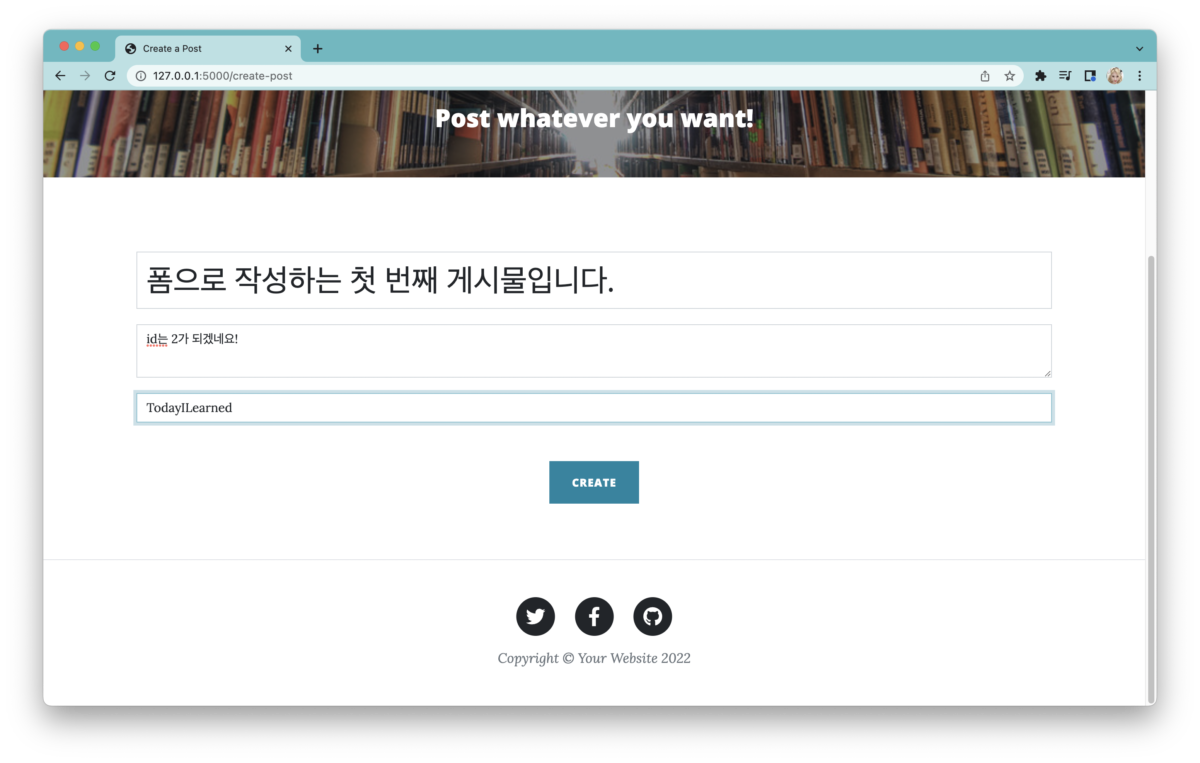 Create a Post
127.0.0.1:5000/create-post
Post whatever you want!
폼으로 작성하는 첫 번째 게시물입니다.
id는 2가 되겠네요!
TodayILearned
CREATE
Copyright © Your Website 2022